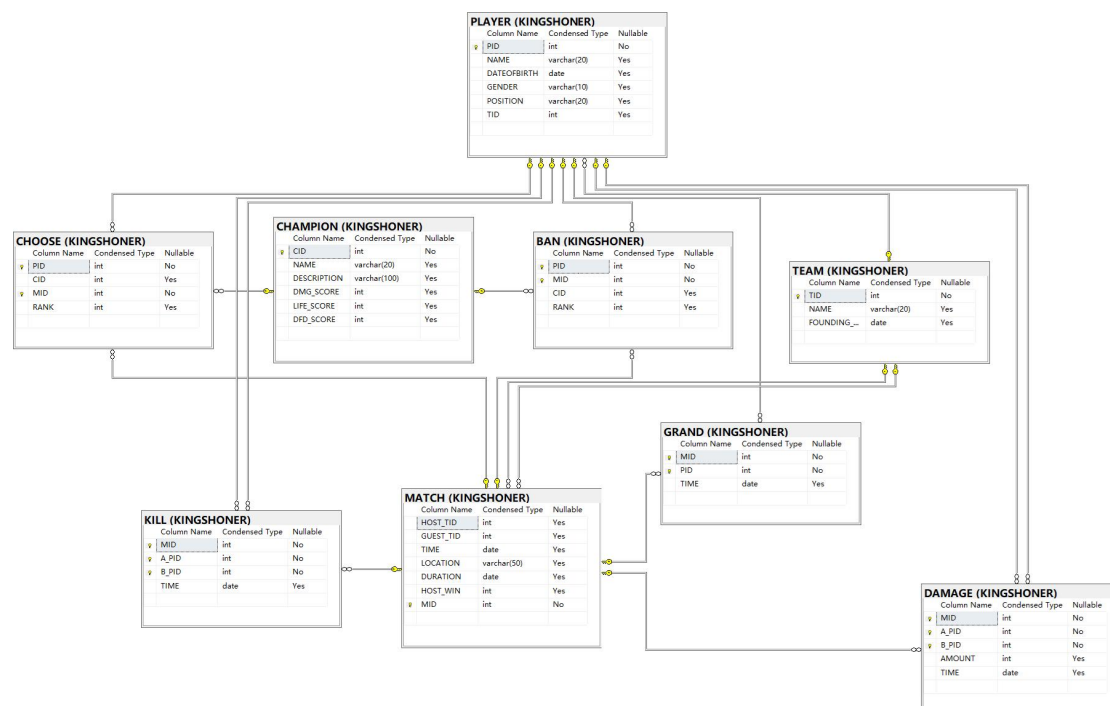 PLAYER (KINGSHONER)
Column Name Condensed Type Nullable
PID int No
NAME varchar(20) Yes
DATEOFBIRTH date Yes
GENDER varchar(10) Yes
POSITION varchar(20) Yes
TID int Yes
CHOOSE (KINGSHONER)
Column Name Condensed Type Nullable
PID int No
CID int Yes
MID int No
RANK int Yes
CHAMPION (KINGSHONER)
Column Name Condensed Type Nullable
CID int No
NAME varchar(20) Yes
DESCRIPTION varchar(100) Yes
DMG_SCORE int Yes
LIFE_SCORE int Yes
DFD_SCORE int Yes
BAN (KINGSHONER)
Column Name Condensed Type Nullable
PID int No
MID int No
CID int Yes
RANK int Yes
TEAM (KINGSHONER)
Column Name Condensed Type Nullable
TID int No
NAME varchar(20) Yes
FOUNDING_... date Yes
GRAND (KINGSHONER)
Column Name Condensed Type Nullable
MID int No
PID int No
TIME date Yes
KILL (KINGSHONER)
Column Name Condensed Type Nullable
MID int No
A_PID int No
B_PID int No
TIME date Yes
MATCH (KINGSHONER)
Column Name Condensed Type Nullable
HOST_TID int Yes
GUEST_TID int Yes
TIME date Yes
LOCATION varchar(50) Yes
DURATION date Yes
HOST_WIN int Yes
MID int No
DAMAGE (KINGSHONER)
Column Name Condensed Type Nullable
MID int No
A_PID int No
B_PID int No
AMOUNT int Yes
TIME date Yes